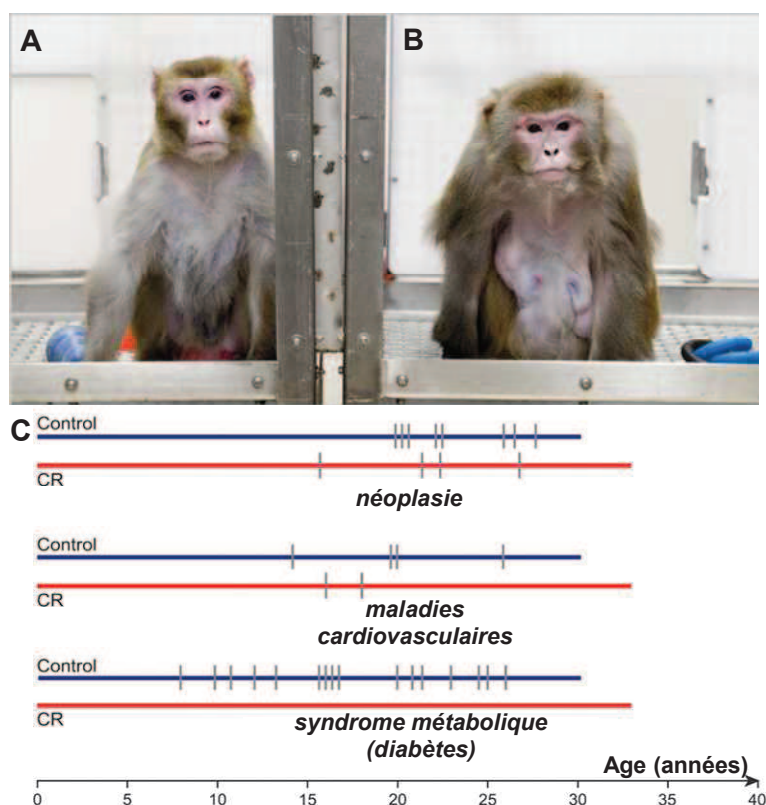 A
B
C
Control
CR
néoplasie
Control
CR
maladies
cardiovasculaires
Control
CR
syndrome métabolique
(diabètes)
Age (années)
0 5 10 15 20 25 30 35 40